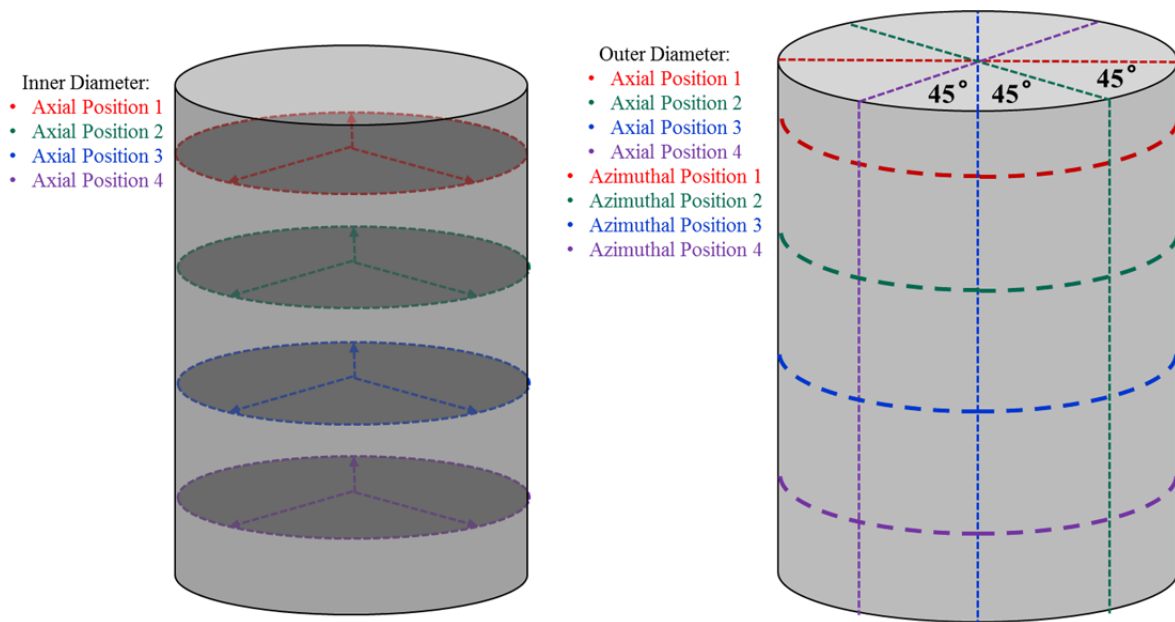 Inner Diameter:
• Axial Position 1
• Axial Position 2
• Axial Position 3
• Axial Position 4
Outer Diameter:
• Axial Position 1
• Axial Position 2
• Axial Position 3
• Axial Position 4
• Azimuthal Position 1
• Azimuthal Position 2
• Azimuthal Position 3
• Azimuthal Position 4
45°
45°
45°